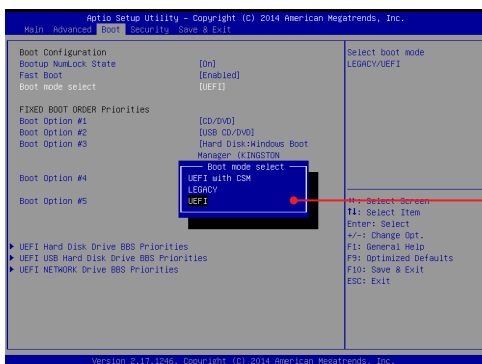 Aptio Setup Utility – Copyright (C) 2014 American Megatrends, Inc.
Main Advanced Boot Security Save & Exit
Boot Configuration
Bootup NumLock State [On]
Fast Boot [Enabled]
Boot mode select [UEFI]
FIXED BOOT ORDER Priorities
Boot Option #1 [CD/DVD]
Boot Option #2 [USB CD/DVD]
Boot Option #3 [Hard Disk:Windows Boot
Manager (KINGSTON
Boot Option #4
Boot Option #5
Boot mode select
UEFI with CSM
LEGACY
UEFI
UEFI Hard Disk Drive BBS Priorities
UEFI USB Hard Disk Drive BBS Priorities
UEFI NETWORK Drive BBS Priorities
Select boot mode
LEGACY/UEFI
: Select Screen
↑↓: Select Item
Enter: Select
+/-: Change Opt.
F1: General Help
F9: Optimized Defaults
F10: Save & Exit
ESC: Exit
Version 2.17.1246. Copyright (C) 2014 American Megatrends, Inc.